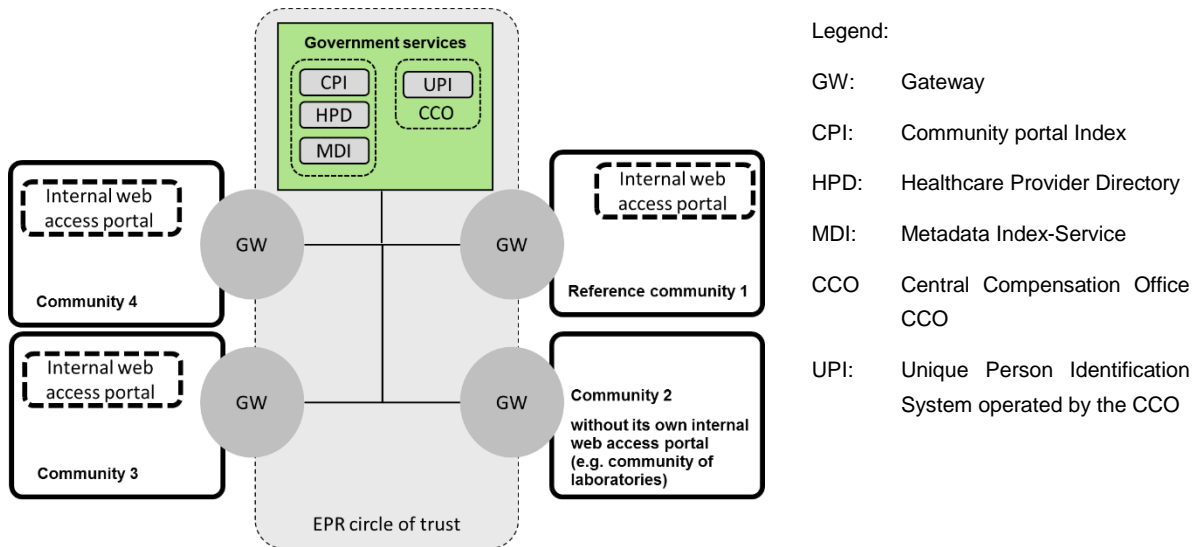 Government services
CPI
HPD
MDI
UPI
CCO
Internal web
access portal
GW
Community 4
GW
Internal web
access portal
Reference community 1
Internal web
access portal
GW
Community 3
GW
Community 2
without its own internal
web access portal
(e.g. community of
laboratories)
EPR circle of trust
Legend:
GW: Gateway
CPI: Community portal Index
HPD: Healthcare Provider Directory
MDI: Metadata Index-Service
CCO Central Compensation Office
CCO
UPI: Unique Person Identification
System operated by the CCO